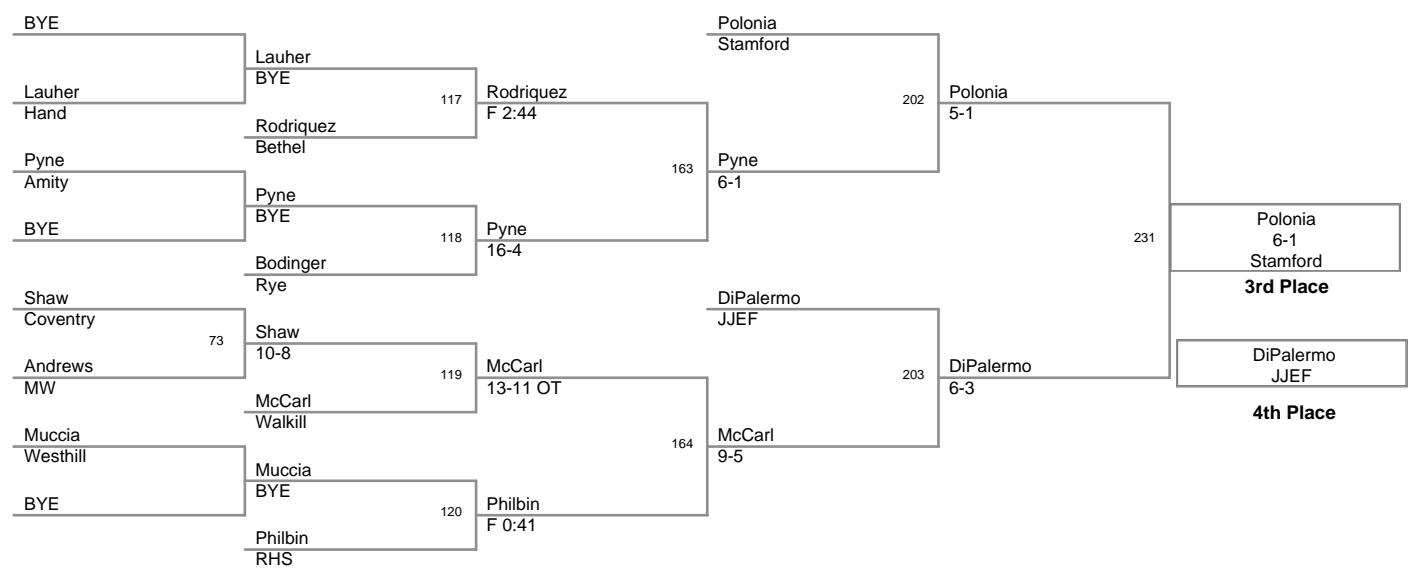 BYE
Lauher
Hand
Pyne
Amity
BYE
Shaw
Coventry
73
Andrews
MW
Muccia
Westhill
BYE
Lauher
BYE
117
Rodriquez
Bethel
Pyne
BYE
118
Bodinger
Rye
Shaw
10-8
119
McCarl
Walkill
Muccia
BYE
120
Philbin
RHS
Rodriquez
F 2:44
163
Pyne
16-4
McCarl
13-11 OT
164
Philbin
F 0:41
Polonia
Stamford
202
Pyne
6-1
DiPalermo
JJEF
203
McCarl
9-5
Polonia
5-1
231
DiPalermo
6-3
Polonia
6-1
Stamford
3rd Place
DiPalermo
JJEF
4th Place